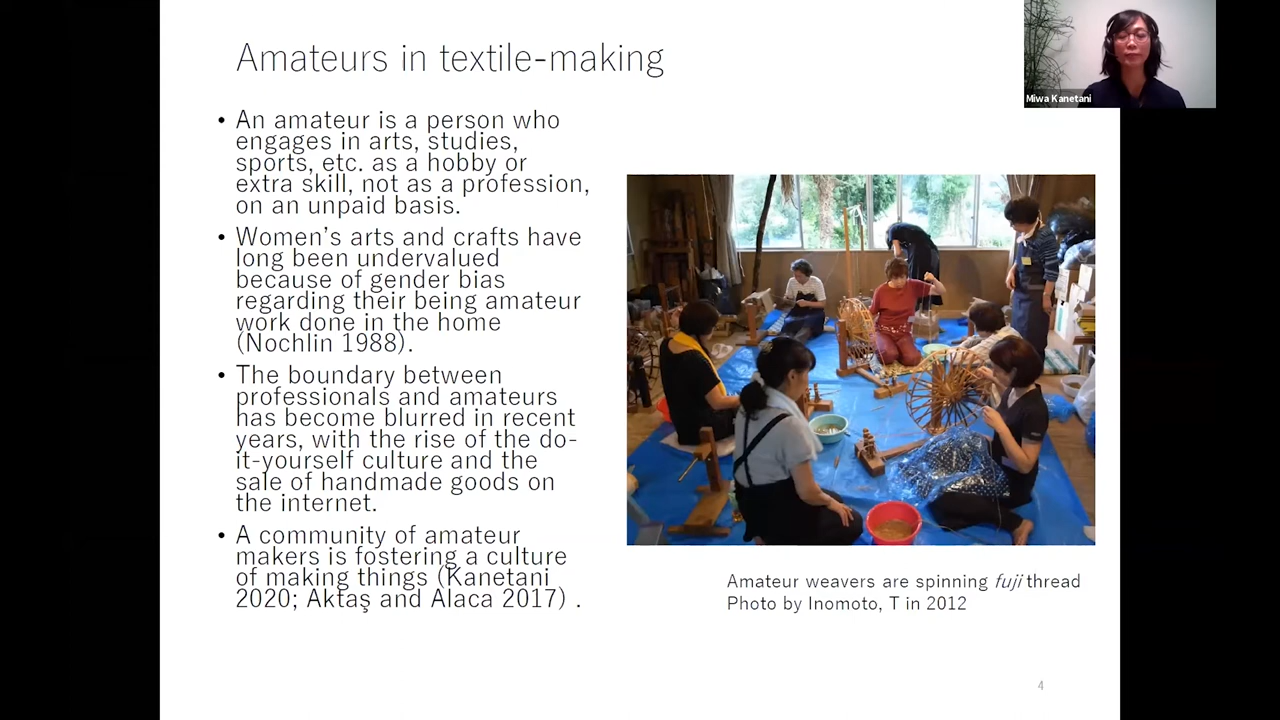 Amateurs in textile-making
• An amateur is a person who
engages in arts, studies,
sports, etc. as a hobby or
extra skill, not as a profession,
on an unpaid basis.
• Women's arts and crafts have
long been undervalued
because of gender bias
regarding their being amateur
work done in the home
(Nochlin 1988).
• The boundary between
professionals and amateurs
has become blurred in recent
years, with the rise of the do-
it-yourself culture and the
sale of handmade goods on
the internet.
• A community of amateur
makers is fostering a culture
of making things (Kanetani
2020; Aktaş and Alaca 2017) .
Miwa Kanetani
Amateur weavers are spinning fuji thread
Photo by Inomoto, T in 2012
4